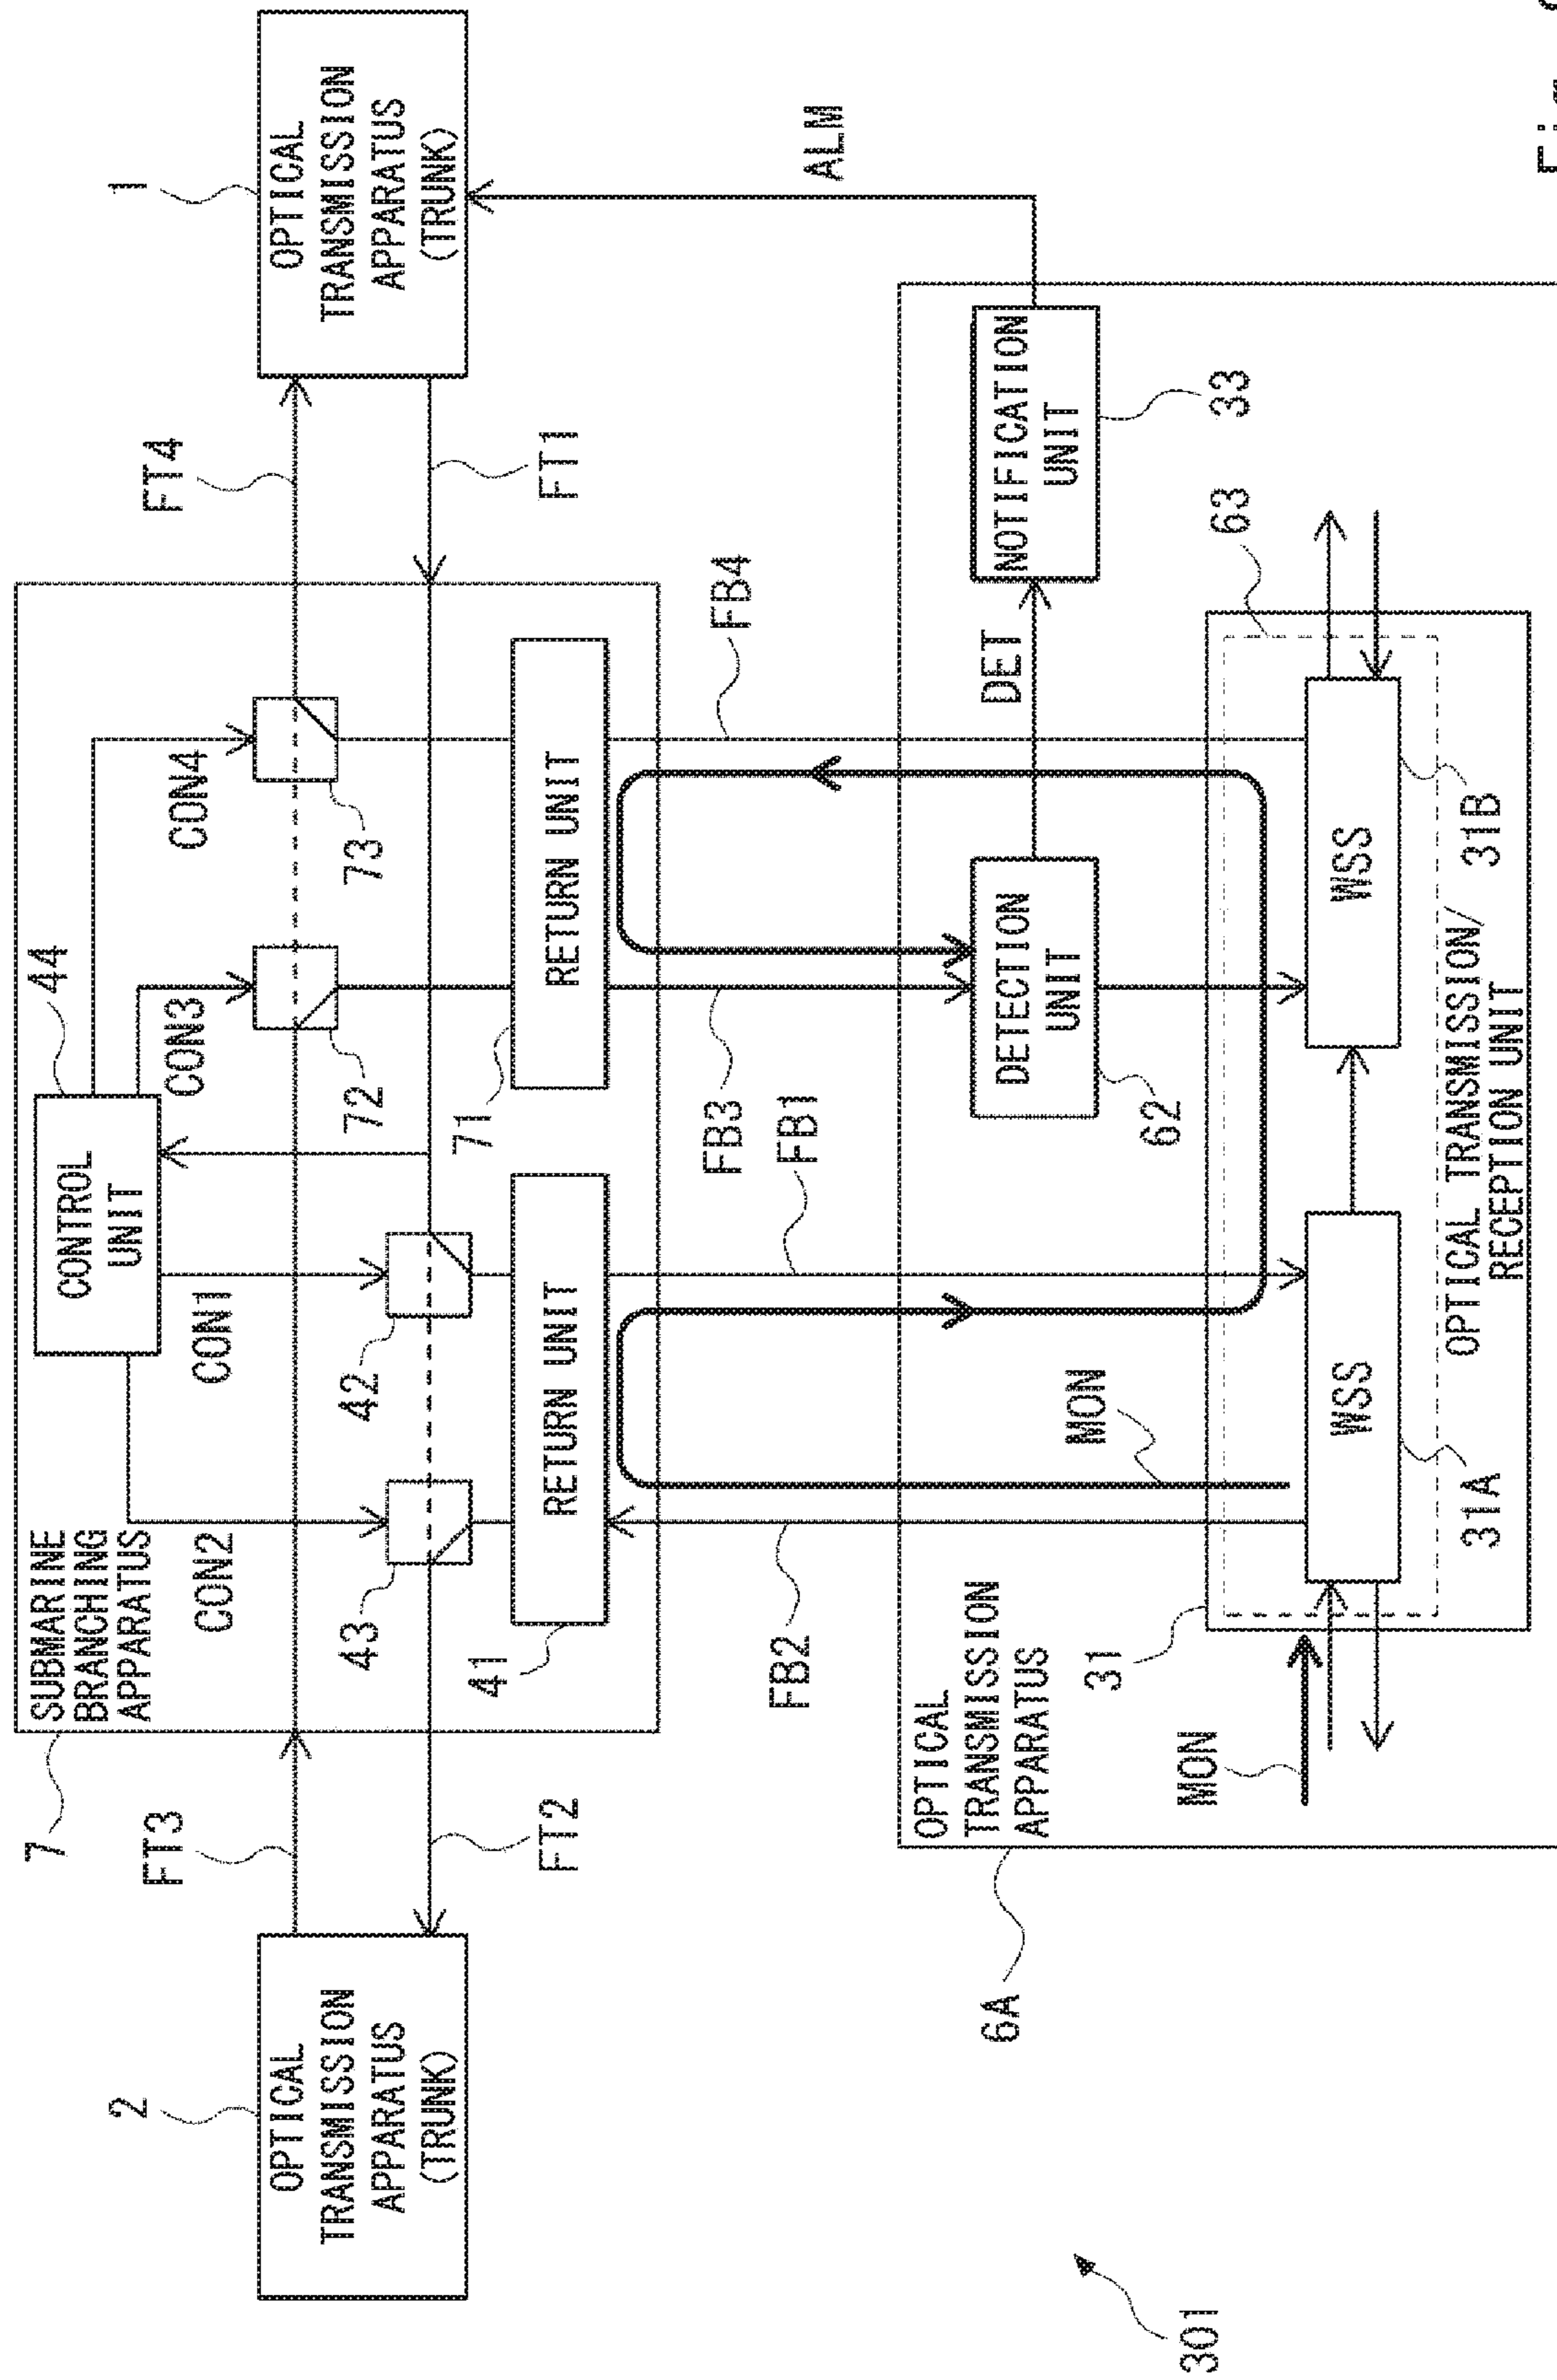 2
OPTICAL
TRANSMISSION
APPARATUS
(TRUNK)
FT3
FT2
7
SUBMARINE
BRANCHING
APPARATUS
CONTROL
UNIT
44
CON2
CON1
CON3
CON4
43
42
72
73
41
RETURN UNIT
71
RETURN UNIT
FT4
FT1
1
OPTICAL
TRANSMISSION
APPARATUS
(TRUNK)
ALM
FB2
FB1
FB3
FB4
6A
OPTICAL
TRANSMISSION
APPARATUS
MON
DETECTION
UNIT
62
DET
NOTIFICATION
UNIT
33
31
63
MON
WSS
31A
WSS
31B
OPTICAL TRANSMISSION/
RECEPTION UNIT
301
Fig.